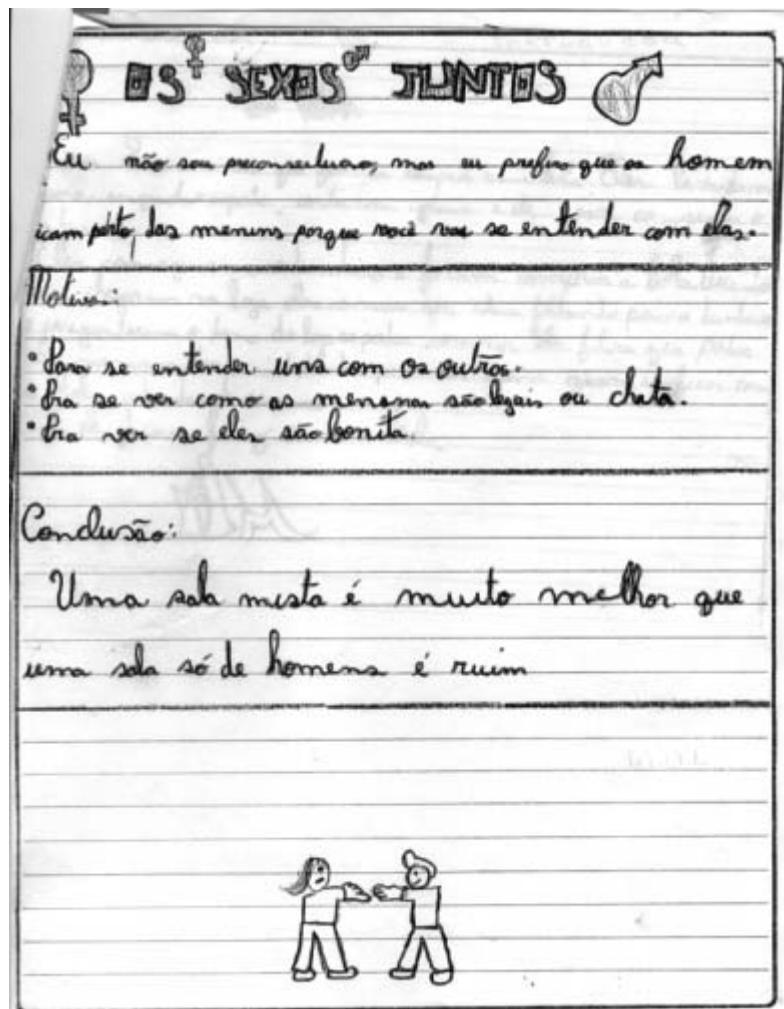 OS SEXOS JUNTOS
Eu não sou preconceituoso, mas eu prefiro que os homem
icam perto, das menins porque você vai se entender com elas.
Motivos:
• Para se entender uns com os outros.
• Pra se ver como as meninas são legais ou chata.
• Pra ver se eles são bonita.
Conclusão:
Uma sala mista é muito melhor que
uma sala só de homens é ruim